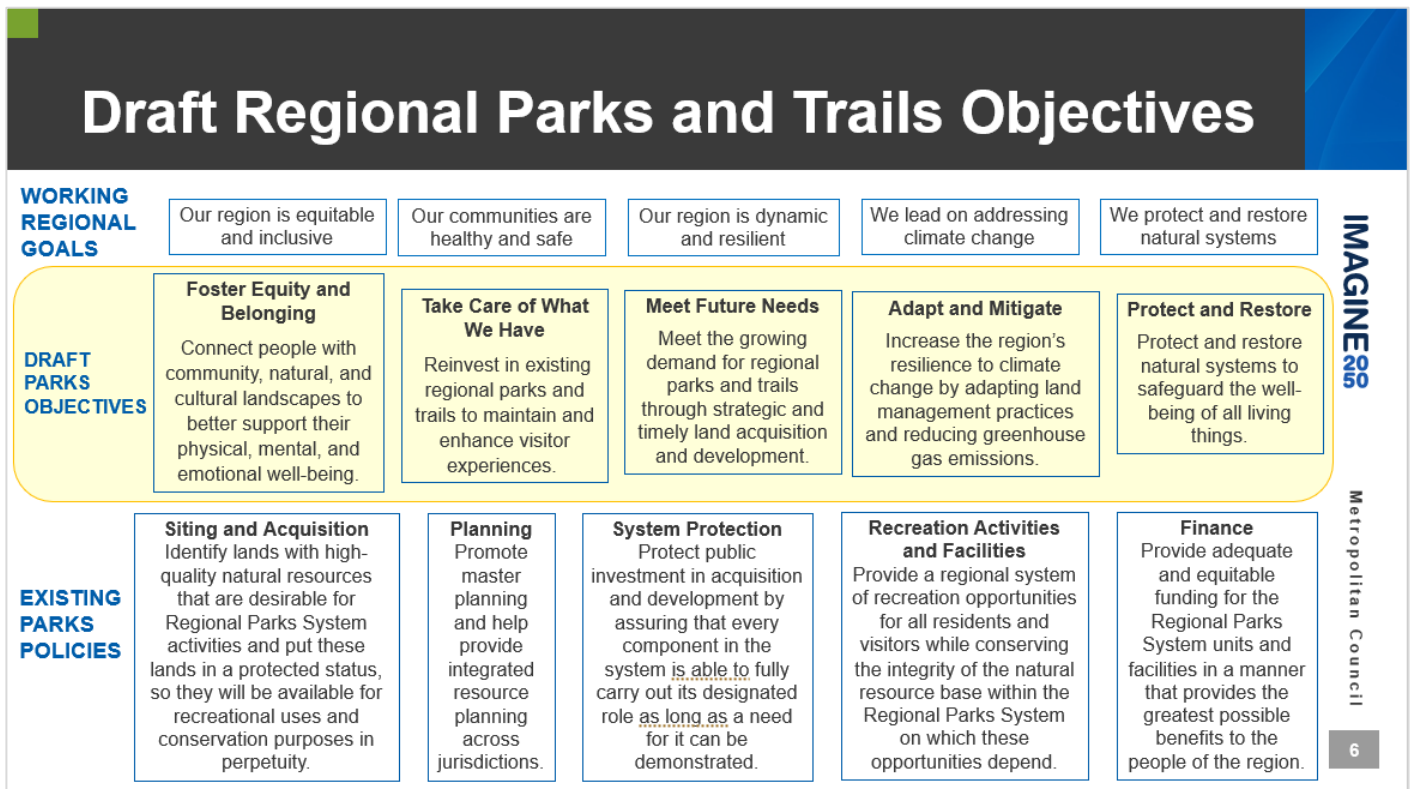 Draft Regional Parks and Trails Objectives
WORKING
REGIONAL
GOALS
Our region is equitable
and inclusive
Our communities are
healthy and safe
Our region is dynamic
and resilient
We lead on addressing
climate change
We protect and restore
natural systems
DRAFT
PARKS
OBJECTIVES
Foster Equity and
Belonging
Connect people with
community, natural, and
cultural landscapes to
better support their
physical, mental, and
emotional well-being.
Take Care of What
We Have
Reinvest in existing
regional parks and
trails to maintain and
enhance visitor
experiences.
Meet Future Needs
Meet the growing
demand for regional
parks and trails
through strategic and
timely land acquisition
and development.
Adapt and Mitigate
Increase the region’s
resilience to climate
change by adapting land
management practices
and reducing greenhouse
gas emissions.
Protect and Restore
Protect and restore
natural systems to
safeguard the well-
being of all living
things.
EXISTING
PARKS
POLICIES
Siting and Acquisition
Identify lands with high-
quality natural resources
that are desirable for
Regional Parks System
activities and put these
lands in a protected status,
so they will be available for
recreational uses and
conservation purposes in
perpetuity.
Planning
Promote
master
planning
and help
provide
integrated
resource
planning
across
jurisdictions.
System Protection
Protect public
investment in acquisition
and development by
assuring that every
component in the
system is able to fully
carry out its designated
role as long as a need
for it can be
demonstrated.
Recreation Activities
and Facilities
Provide a regional system
of recreation opportunities
for all residents and
visitors while conserving
the integrity of the natural
resource base within the
Regional Parks System
on which these
opportunities depend.
Finance
Provide adequate
and equitable
funding for the
Regional Parks
System units and
facilities in a manner
that provides the
greatest possible
benefits to the
people of the region.
IMAGINE 2050
Metropolitan Council
6